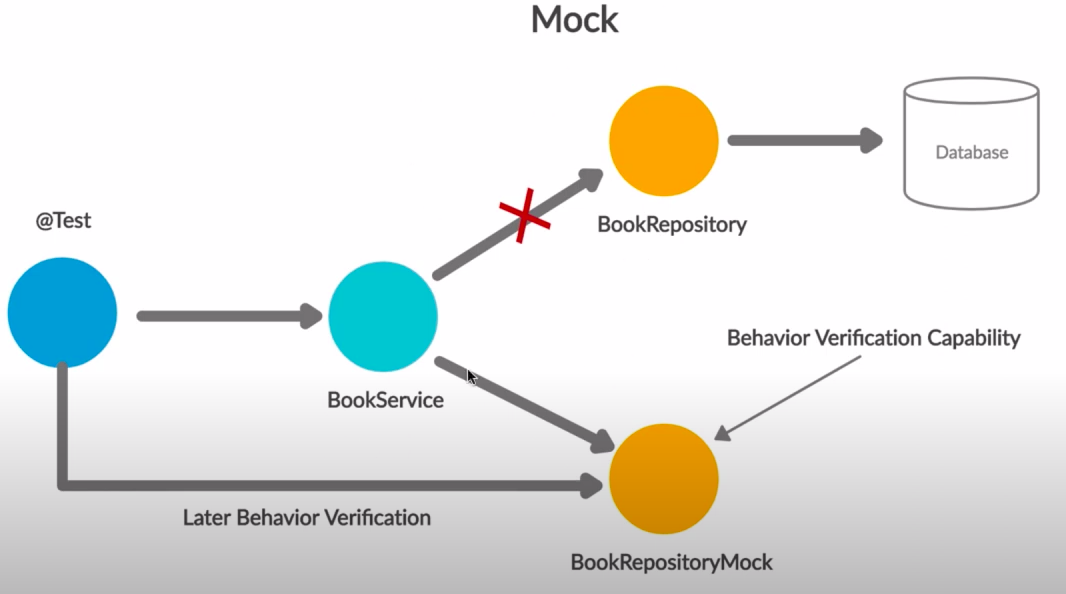 Mock
Database
@Test
BookRepository
Behavior Verification Capability
BookService
Later Behavior Verification
BookRepositoryMock